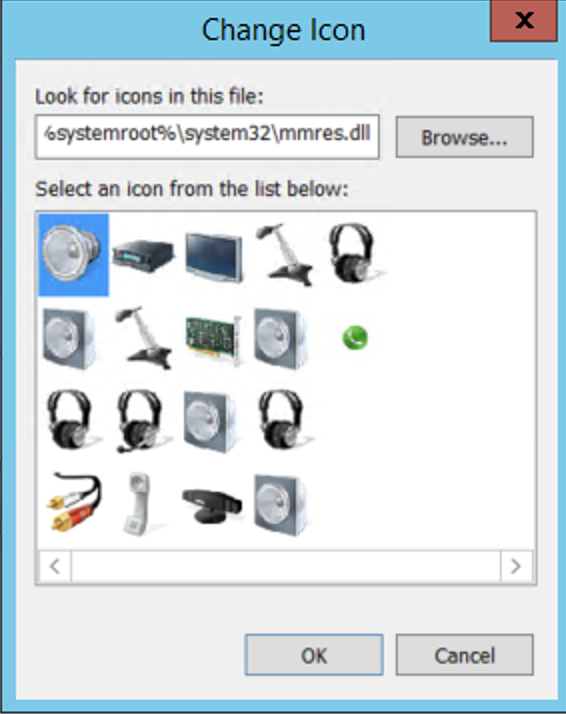 Change Icon
x
Look for icons in this file:
%systemroot%\system32\mmres.dll
Browse...
Select an icon from the list below:
OK
Cancel